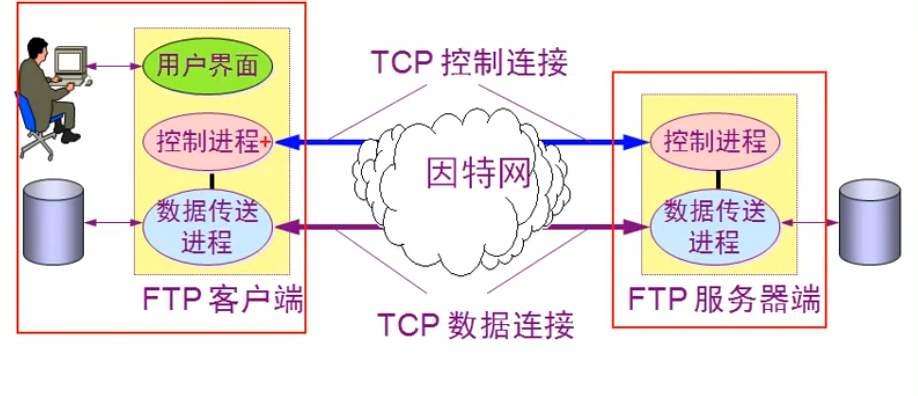 用户界面
TCP 控制连接
控制进程+
因特网
控制进程
数据传送
进程
数据传送
进程
FTP 客户端
FTP 服务器端
TCP 数据连接